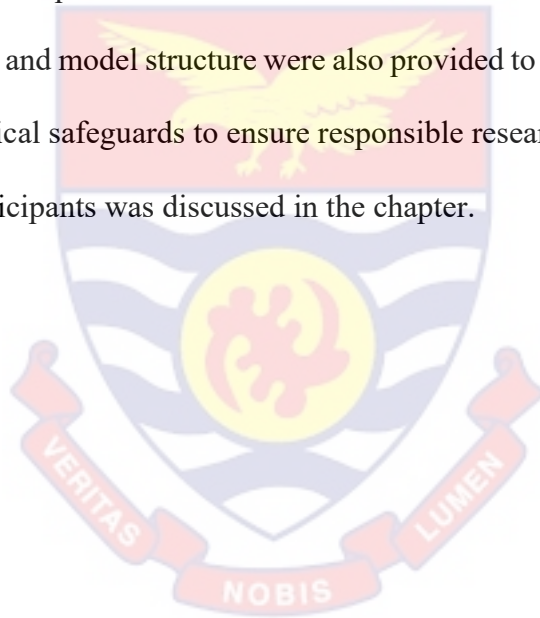 and model structure were also provided to
ical safeguards to ensure responsible resear
icipants was discussed in the chapter.
VERITAS
NOBIS
LUMEN